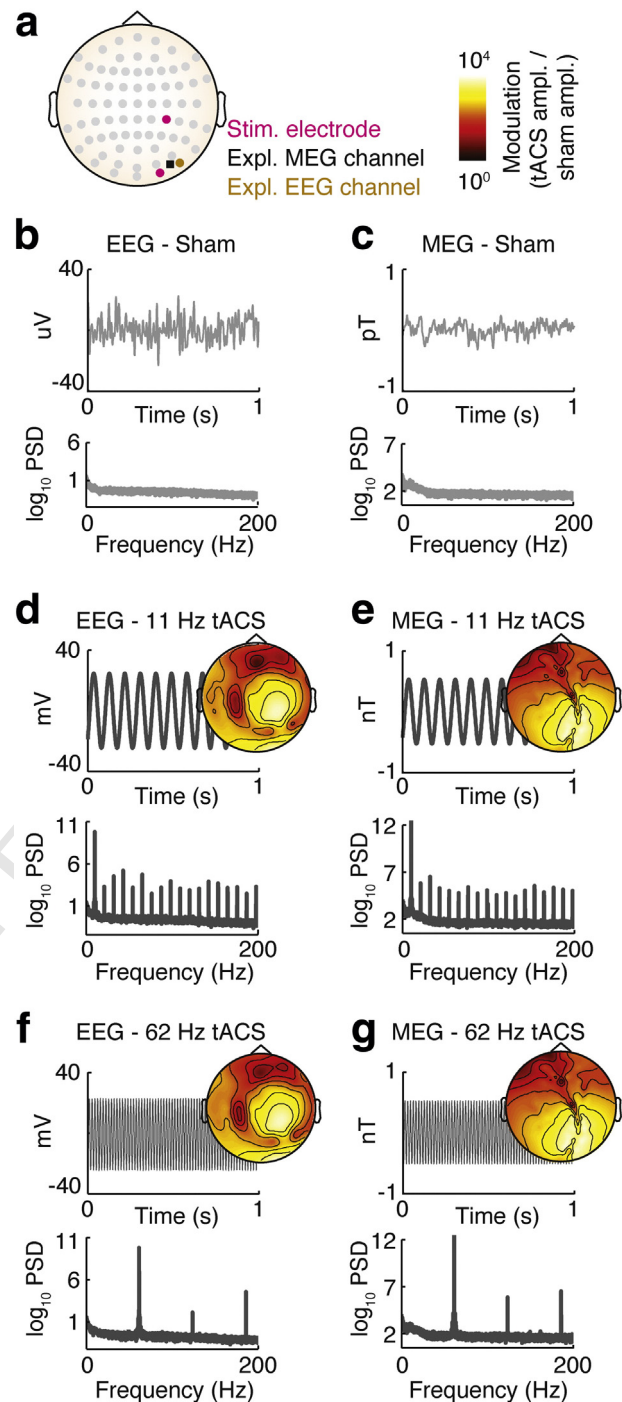 a
Stim. electrode
Expl. MEG channel
Expl. EEG channel
10⁴
10⁰
Modulation
(tACS ampl. /
sham ampl.)
b
EEG - Sham
40
uV
-40
0
Time (s)
1
6
1
log₁₀ PSD
0
200
Frequency (Hz)
c
MEG - Sham
1
pT
-1
0
Time (s)
1
7
2
log₁₀ PSD
0
200
Frequency (Hz)
d
EEG - 11 Hz tACS
40
mV
-40
0
Time (s)
1
11
6
1
log₁₀ PSD
0
200
Frequency (Hz)
e
MEG - 11 Hz tACS
1
nT
-1
0
Time (s)
1
12
7
2
log₁₀ PSD
0
200
Frequency (Hz)
f
EEG - 62 Hz tACS
40
mV
-40
0
Time (s)
1
11
6
1
log₁₀ PSD
0
200
Frequency (Hz)
g
MEG - 62 Hz tACS
1
nT
-1
0
Time (s)
1
12
7
2
log₁₀ PSD
0
200
Frequency (Hz)